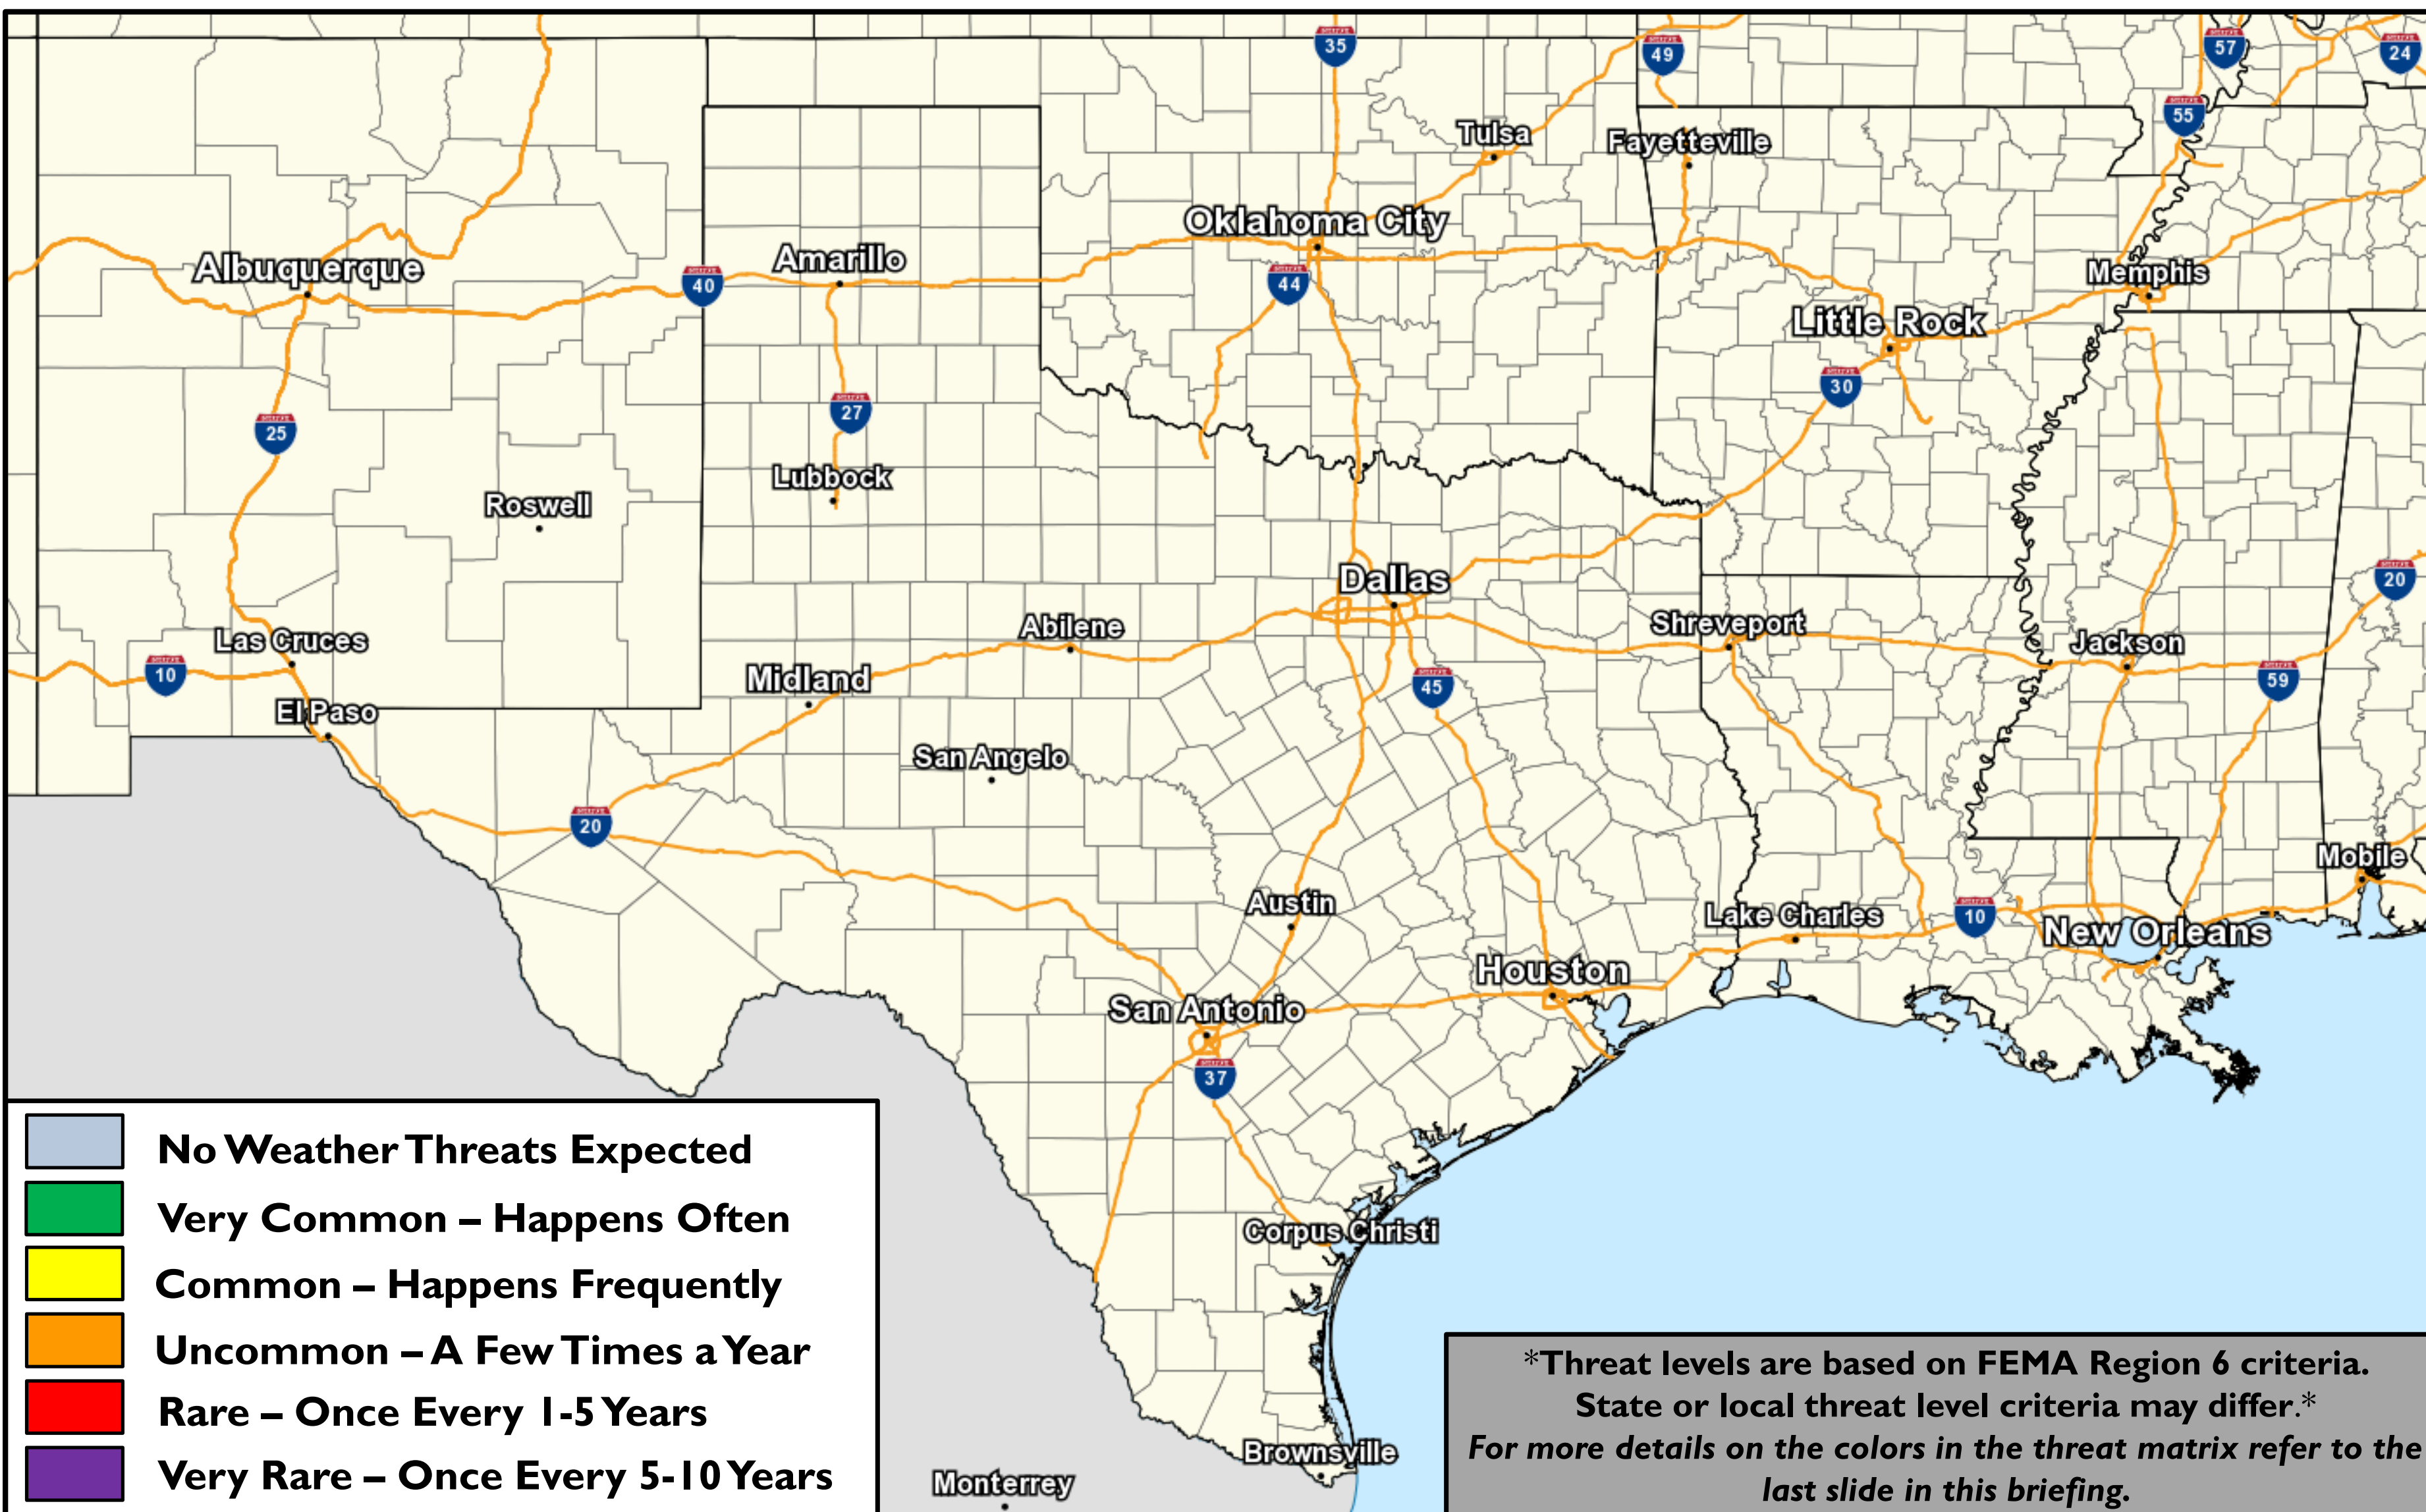 35
49
57
24
55
Tulsa
Fayetteville
Oklahoma City
Albuquerque
Amarillo
40
44
Memphis
Little Rock
30
27
25
Lubbock
Roswell
Dallas
20
Las Cruces
Abilene
Shreveport
Jackson
10
Midland
45
59
El Paso
San Angelo
20
Mobile
Austin
Lake Charles
10
New Orleans
Houston
San Antonio
37
Corpus Christi
Brownsville
Monterrey
No Weather Threats Expected
Very Common – Happens Often
Common – Happens Frequently
Uncommon – A Few Times a Year
Rare – Once Every 1-5 Years
Very Rare – Once Every 5-10 Years
*Threat levels are based on FEMA Region 6 criteria.
State or local threat level criteria may differ.*
For more details on the colors in the threat matrix refer to the
last slide in this briefing.